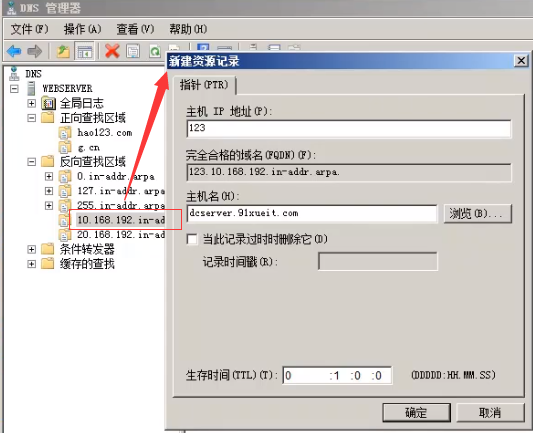 DNS 管理器
文件(F) 操作(A) 查看(V) 帮助(H)
DNS
WEBSERVER
全局日志
正向查找区域
hao123.com
g.cn
反向查找区域
0.in-addr.arpa
127.in-addr.arpa
255.in-addr.arpa
10.168.192.in-ad
20.168.192.in-ad
条件转发器
缓存的查找
新建资源记录
指针(PTR)
主机 IP 地址(P):
123
完全合格的域名(FQDN)(F):
123.10.168.192.in-addr.arpa.
主机名(H):
dcserver.91xueit.com
浏览(B)...
当此记录过时时删除它(D)
记录时间戳(R):
生存时间(TTL)(T): 0 :1 :0 :0 (DDDDD:HH.MM.SS)
确定 取消